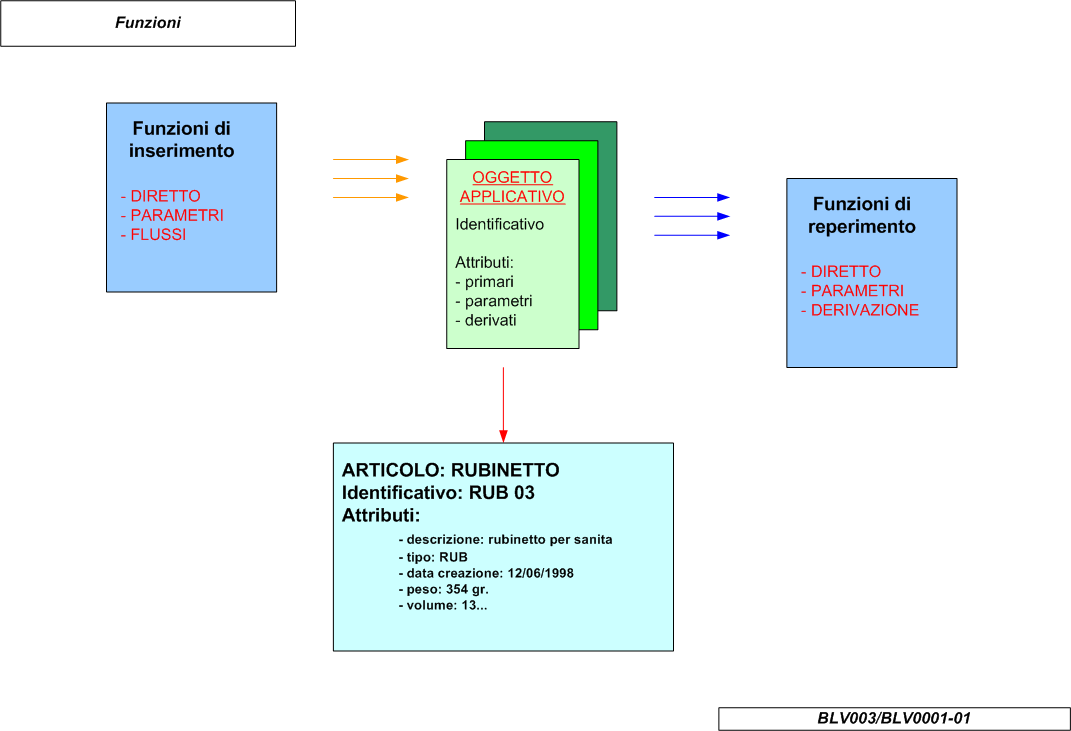 Funzioni
Funzioni di
inserimento
- DIRETTO
- PARAMETRI
- FLUSSI
OGGETTO
APPLICATIVO
Identificativo
Attributi:
- primari
- parametri
- derivati
Funzioni di
reperimento
- DIRETTO
- PARAMETRI
- DERIVAZIONE
ARTICOLO: RUBINETTO
Identificativo: RUB 03
Attributi:
- descrizione: rubinetto per sanita
- tipo: RUB
- data creazione: 12/06/1998
- peso: 354 gr.
- volume: 13...
BLV003/BLV0001-01